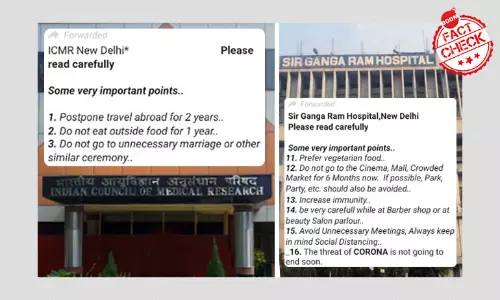 Forwarded
ICMR New Delhi* Please
read carefully
Some very important points..
1. Postpone travel abroad for 2 years..
2. Do not eat outside food for 1 year..
3. Do not go to unnecessary marriage or other
similar ceremony..
भारतीय आयुर्विज्ञान अनुसंधान परिषद
INDIAN COUNCIL OF MEDICAL RESEARCH
BOOM
FACT
CHECK
SIR GANGA RAM HOSPITAL
Forwarded
Sir Ganga Ram Hospital,New Delhi
Please read carefully
Some very important points..
11. Prefer vegetarian food..
12. Do not go to the Cinema, Mall, Crowded
Market for 6 Months now. If possible, Park,
Party, etc. should also be avoided..
13. Increase immunity..
14. be very carefull while at Barber shop or at
beauty Salon parlour..
15. Avoid Unnecessary Meetings, Always keep
in mind Social Distancing..
_16. The threat of CORONA is not going to
end soon.